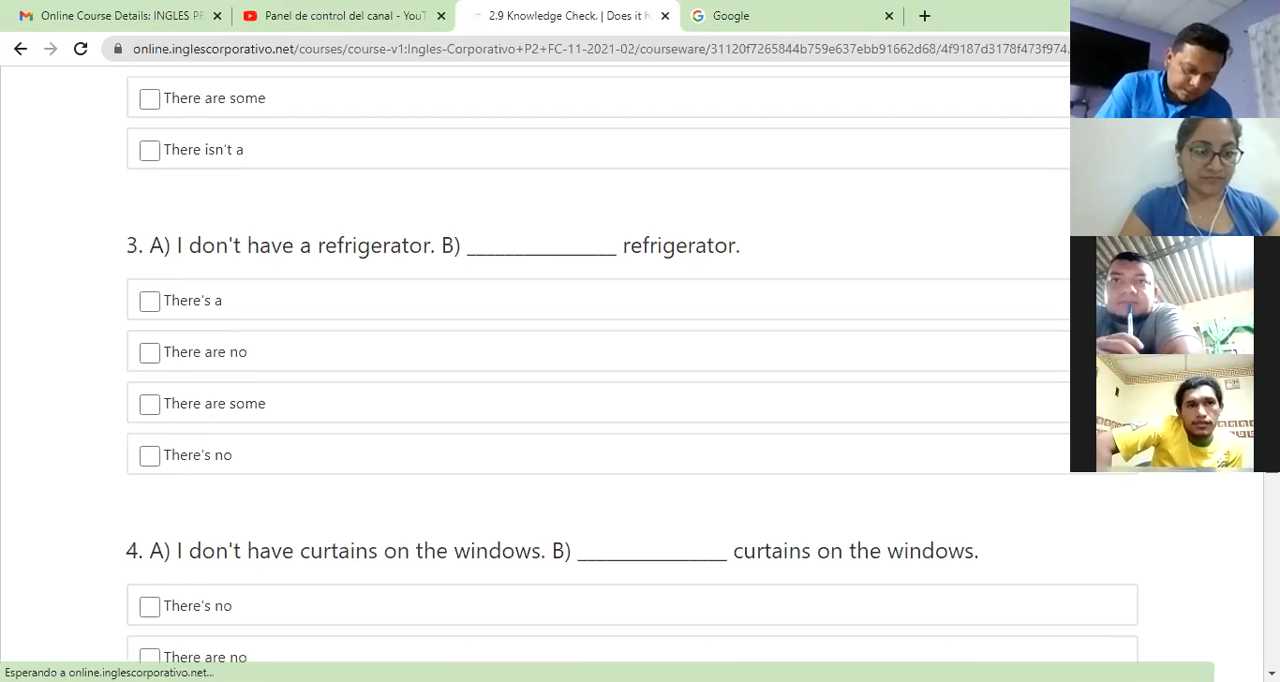 Online Course Details: INGLES PE
Panel de control del canal - YouT
2.9 Knowledge Check. | Does it h
Google
online.inglescorporativo.net/courses/course-v1:Ingles-Corporativo+P2+FC-11-2021-02/courseware/31120f7265844b759e637ebb91662d68/4f9187d3178f473f974
There are some
There isn't a
3. A) I don't have a refrigerator. B) ______________ refrigerator.
There's a
There are no
There are some
There's no
4. A) I don't have curtains on the windows. B) ______________ curtains on the windows.
There's no
There are no
Esperando a online.inglescorporativo.net...